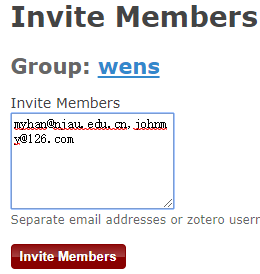 Invite Members
Group: wens
Invite Members
myhan@njau.edu.cn,johnm
y@126.com
Separate email addresses or zotero userr
Invite Members